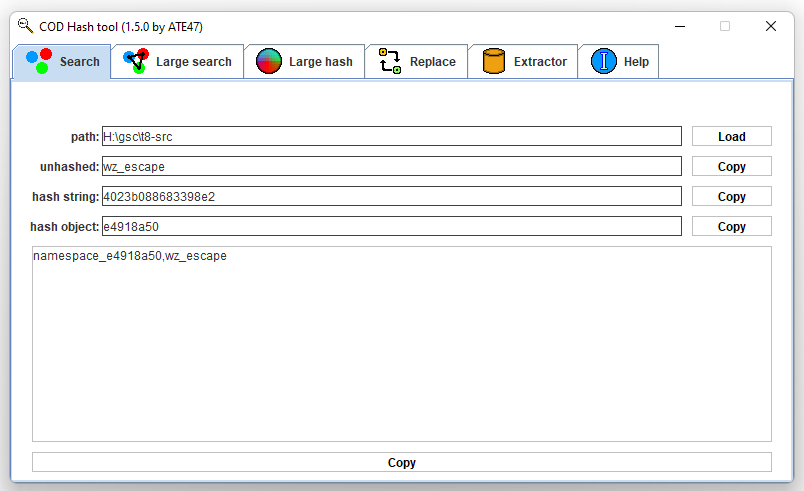 COD Hash tool (1.5.0 by ATE47)
Search Large search Large hash Replace Extractor Help
path: H:\gsc\t8-src Load
unhashed: wz_escape Copy
hash string: 4023b088683398e2 Copy
hash object: e4918a50 Copy
namespace_e4918a50,wz_escape
Copy